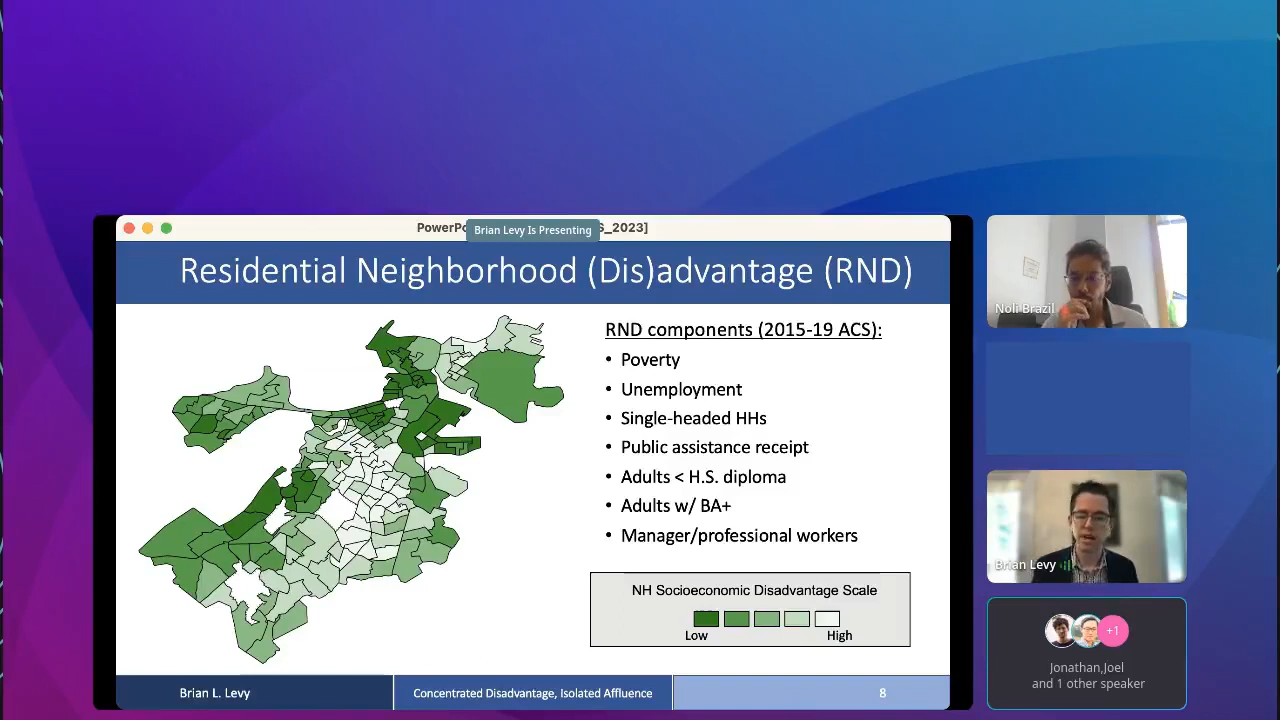 PowerPo
Brian Levy Is Presenting
S_2023]
Residential Neighborhood (Dis)advantage (RND)
RND components (2015-19 ACS):
• Poverty
• Unemployment
• Single-headed HHs
• Public assistance receipt
• Adults < H.S. diploma
• Adults w/ BA+
• Manager/professional workers
NH Socioeconomic Disadvantage Scale
Low High
Brian L. Levy
Concentrated Disadvantage, Isolated Affluence
8
Noli Brazil
Brian Levy
+1
Jonathan,Joel
and 1 other speaker